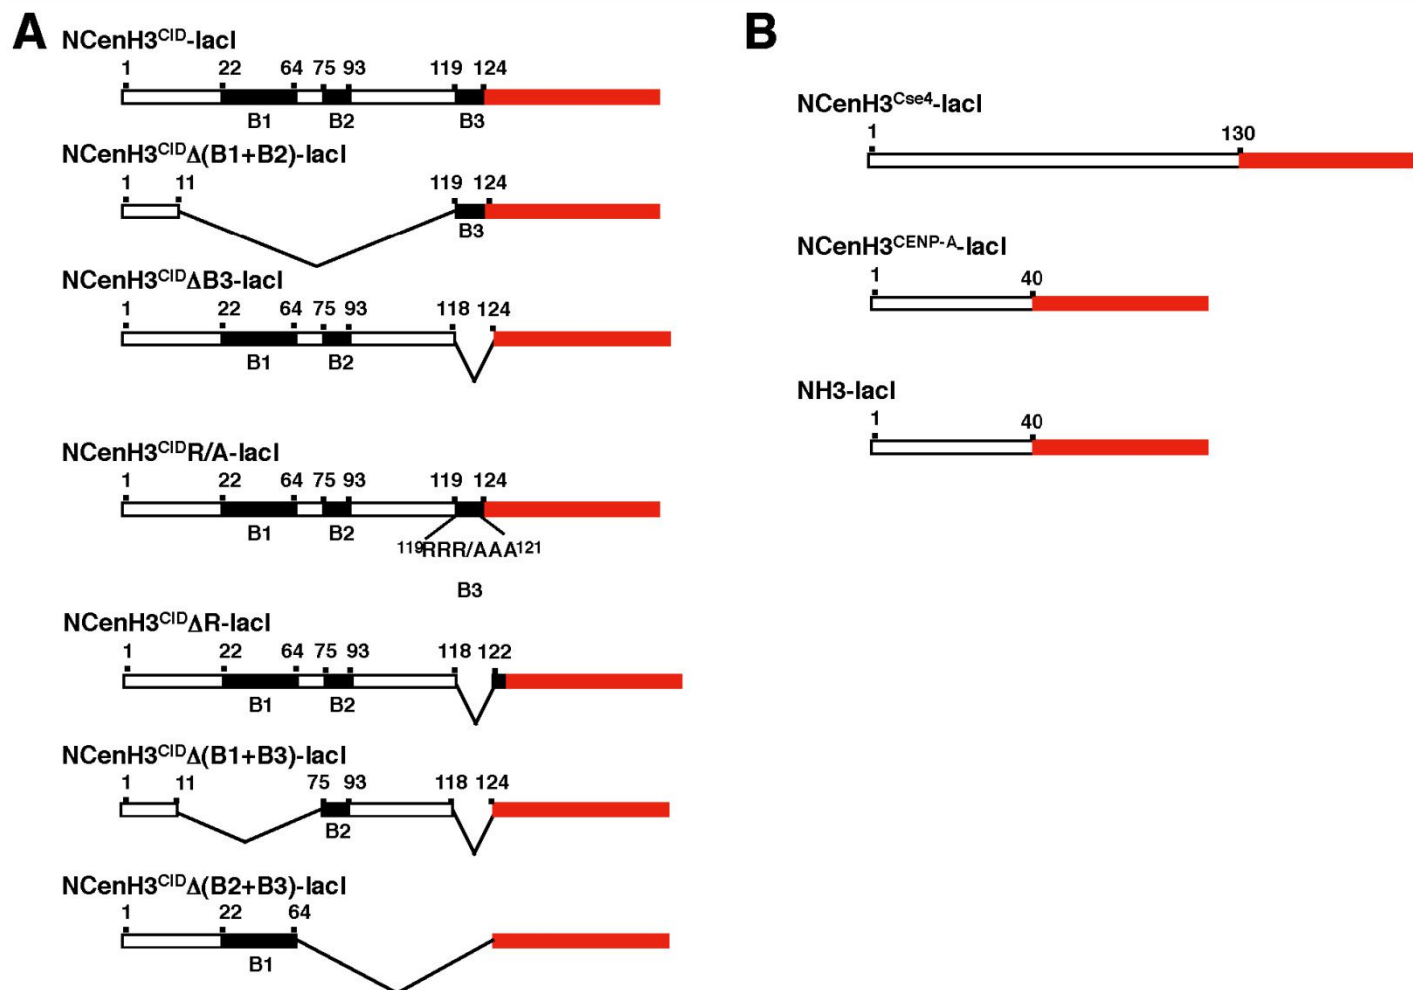 A
NCenH3CID-lacI
1 22 64 75 93 119 124
B1 B2 B3
NCenH3CIDΔ(B1+B2)-lacI
1 11 119 124
B3
NCenH3CIDΔB3-lacI
1 22 64 75 93 118 124
B1 B2
NCenH3CIDR/A-lacI
1 22 64 75 93 119 124
B1 B2
119RRR/AAA121
B3
NCenH3CIDΔR-lacI
1 22 64 75 93 118 122
B1 B2
NCenH3CIDΔ(B1+B3)-lacI
1 11 75 93 118 124
B2
NCenH3CIDΔ(B2+B3)-lacI
1 22 64
B1
B
NCenH3Cse4-lacI
1 130
NCenH3CENP-A-lacI
1 40
NH3-lacI
1 40